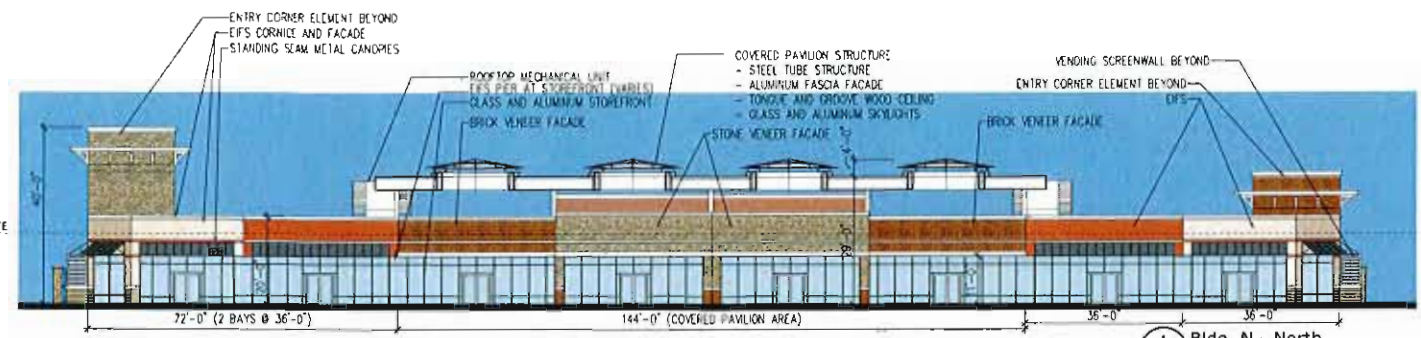 ENTRY CORNER ELEMENT BEYOND
EIFS CORNICE AND FACADE
STANDING SEAM METAL CANOPIES
ROOFTOP MECHANICAL UNIT
EIFS PIER AT STOREFRONT (VARIES)
GLASS AND ALUMINUM STOREFRONT
BRICK VENEER FACADE
COVERED PAVILION STRUCTURE
- STEEL TUBE STRUCTURE
- ALUMINUM FASCIA FACADE
- TONGUE AND GROOVE WOOD CEILING
- GLASS AND ALUMINUM SKYLIGHTS
STONE VENEER FACADE
BRICK VENEER FACADE
VENDING SCREENWALL BEYOND
ENTRY CORNER ELEMENT BEYOND
EIFS
72'-0" (2 BAYS @ 36'-0")
144'-0" (COVERED PAVILION AREA)
36'-0"
36'-0"
Bldg. N - North